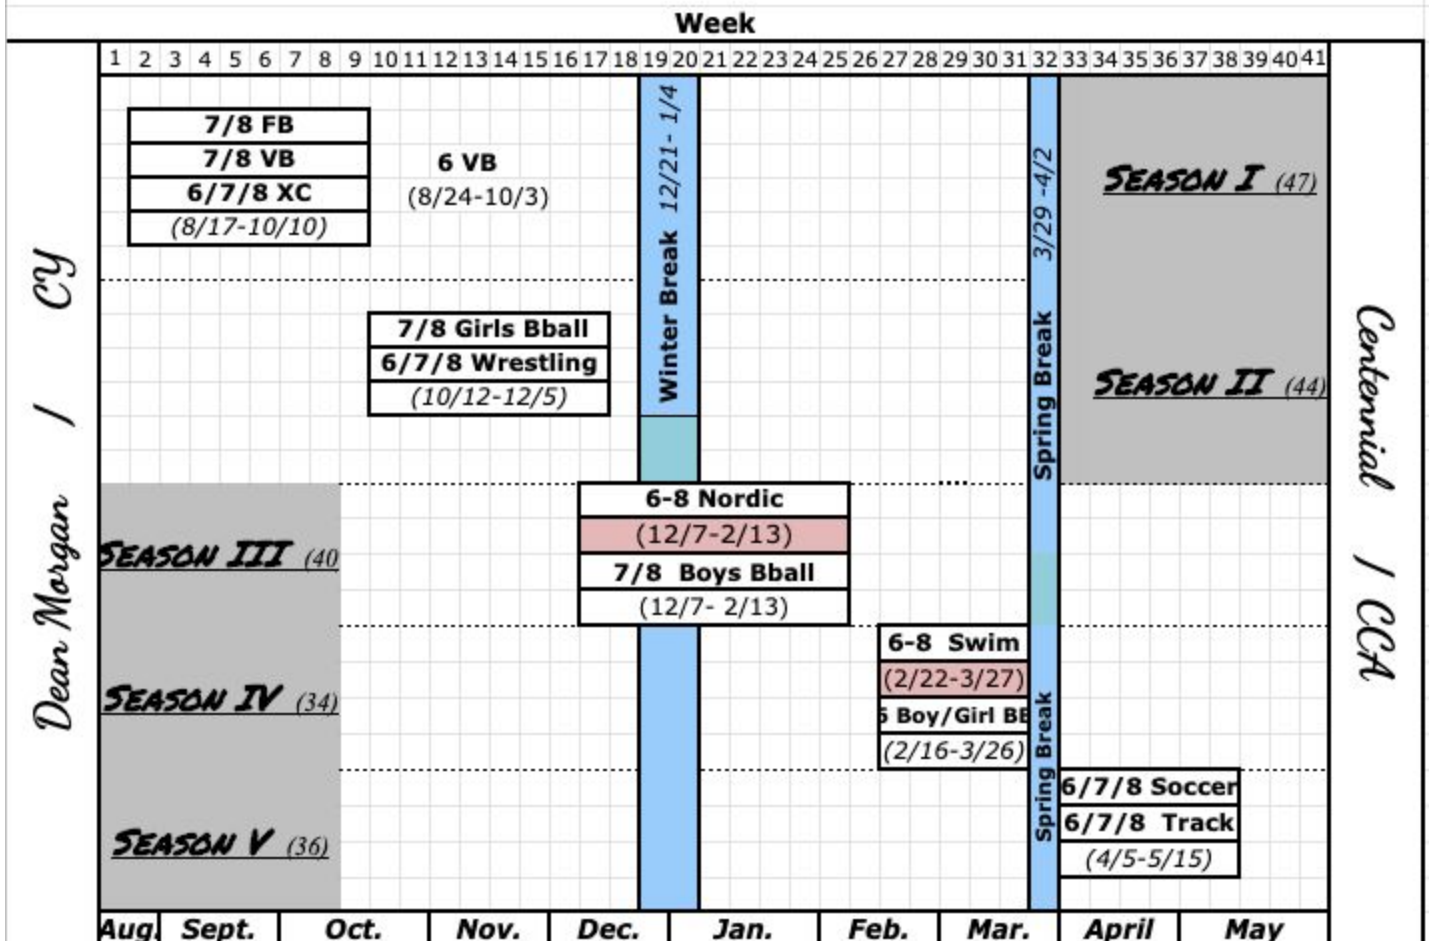 Week
1 2 3 4 5 6 7 8 9 10 11 12 13 14 15 16 17 18 19 20 21 22 23 24 25 26 27 28 29 30 31 32 33 34 35 36 37 38 39 40 41
Dean Morgan / CY
7/8 FB
7/8 VB
6/7/8 XC
(8/17-10/10)
6 VB
(8/24-10/3)
Winter Break 12/21- 1/4
Spring Break 3/29 -4/2
SEASON I (47)
7/8 Girls Bball
6/7/8 Wrestling
(10/12-12/5)
SEASON II (44)
Centennial / CCA
SEASON III (40
6-8 Nordic
(12/7-2/13)
7/8 Boys Bball
(12/7- 2/13)
SEASON IV (34)
6-8 Swim
(2/22-3/27)
6 Boy/Girl BB
(2/16-3/26)
Spring Break
SEASON V (36)
6/7/8 Soccer
6/7/8 Track
(4/5-5/15)
Aug. Sept. Oct. Nov. Dec. Jan. Feb. Mar. April May